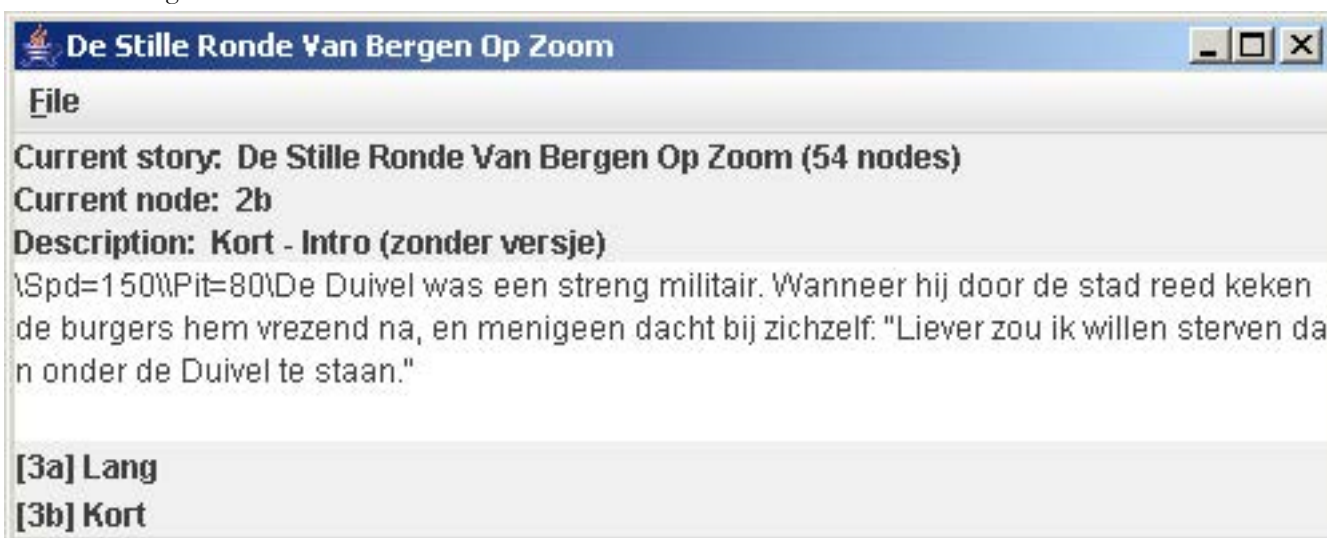 De Stille Ronde Van Bergen Op Zoom
File
Current story: De Stille Ronde Van Bergen Op Zoom (54 nodes)
Current node: 2b
Description: Kort - Intro (zonder versje)
\Spd=150\\Pit=80\De Duivel was een streng militair. Wanneer hij door de stad reed keken
de burgers hem vrezend na, en menigeen dacht bij zichzelf: "Liever zou ik willen sterven da
n onder de Duivel te staan."
[3a] Lang
[3b] Kort